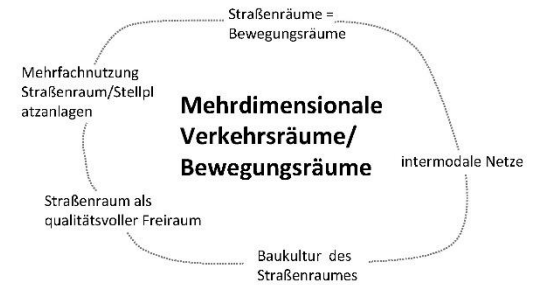 Straßenräume =
Bewegungsräume
Mehrfachnutzung
Straßenraum/Stellpl
atzanlagen
Mehrdimensionale
Verkehrsräume/
Bewegungsräume
intermodale Netze
Straßenraum als
qualitätsvoller Freiraum
Baukultur des
Straßenraumes